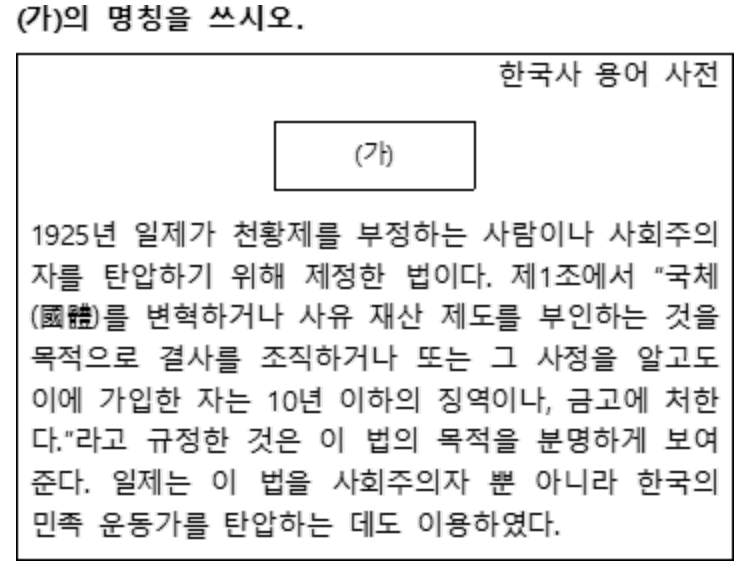 (가)의 명칭을 쓰시오.
한국사 용어 사전
(가)
1925년 일제가 천황제를 부정하는 사람이나 사회주의
자를 탄압하기 위해 제정한 법이다. 제1조에서 "국체
(國體)를 변혁하거나 사유 재산 제도를 부인하는 것을
목적으로 결사를 조직하거나 또는 그 사정을 알고도
이에 가입한 자는 10년 이하의 징역이나, 금고에 처한
다."라고 규정한 것은 이 법의 목적을 분명하게 보여
준다. 일제는 이 법을 사회주의자 뿐 아니라 한국의
민족 운동가를 탄압하는 데도 이용하였다.